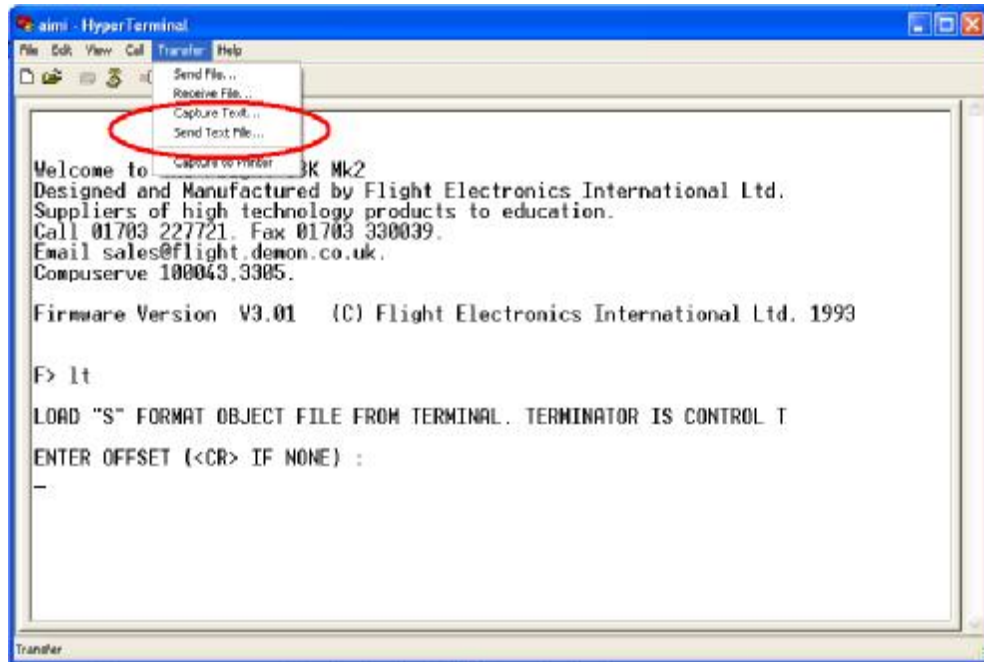 aimi - HyperTerminal
File Edit View Call Transfer Help
Send File...
Receive File...
Capture Text...
Send Text File...
Capture to Printer
Welcome to 8K Mk2
Designed and Manufactured by Flight Electronics International Ltd.
Suppliers of high technology products to education.
Call 01703 227721. Fax 01703 330039.
Email sales@flight.demon.co.uk.
Compuserve 100043,3305.
Firmware Version V3.01 (C) Flight Electronics International Ltd. 1993
F> lt
LOAD "S" FORMAT OBJECT FILE FROM TERMINAL. TERMINATOR IS CONTROL T
ENTER OFFSET (<CR> IF NONE) :
Transfer